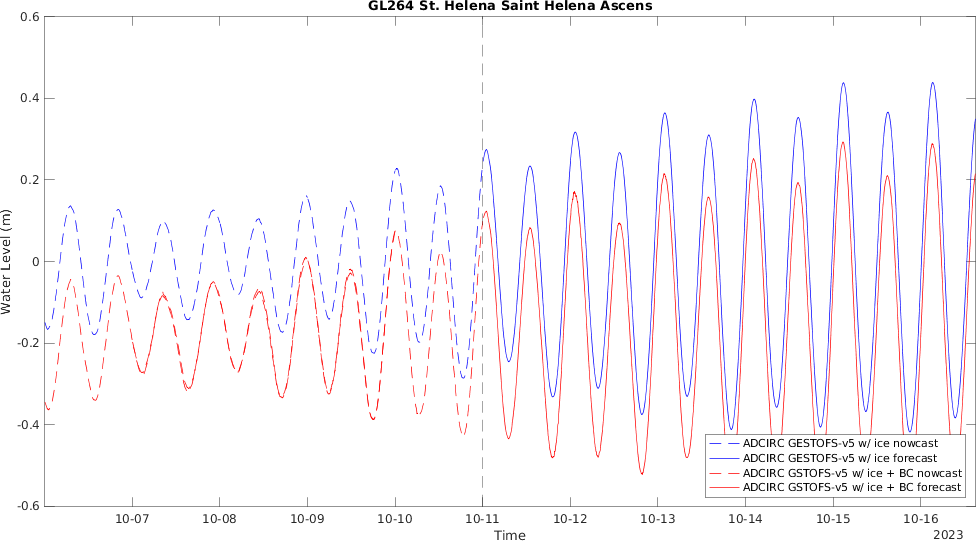 GL264 St. Helena Saint Helena Ascens
0.6
0.4
0.2
0
-0.2
-0.4
-0.6
Water Level (m)
10-07 10-08 10-09 10-10 10-11 10-12 10-13 10-14 10-15 10-16
Time
2023
ADCIRC GESTOFS-v5 w/ ice nowcast
ADCIRC GESTOFS-v5 w/ ice forecast
ADCIRC GSTOFS-v5 w/ ice + BC nowcast
ADCIRC GSTOFS-v5 w/ ice + BC forecast